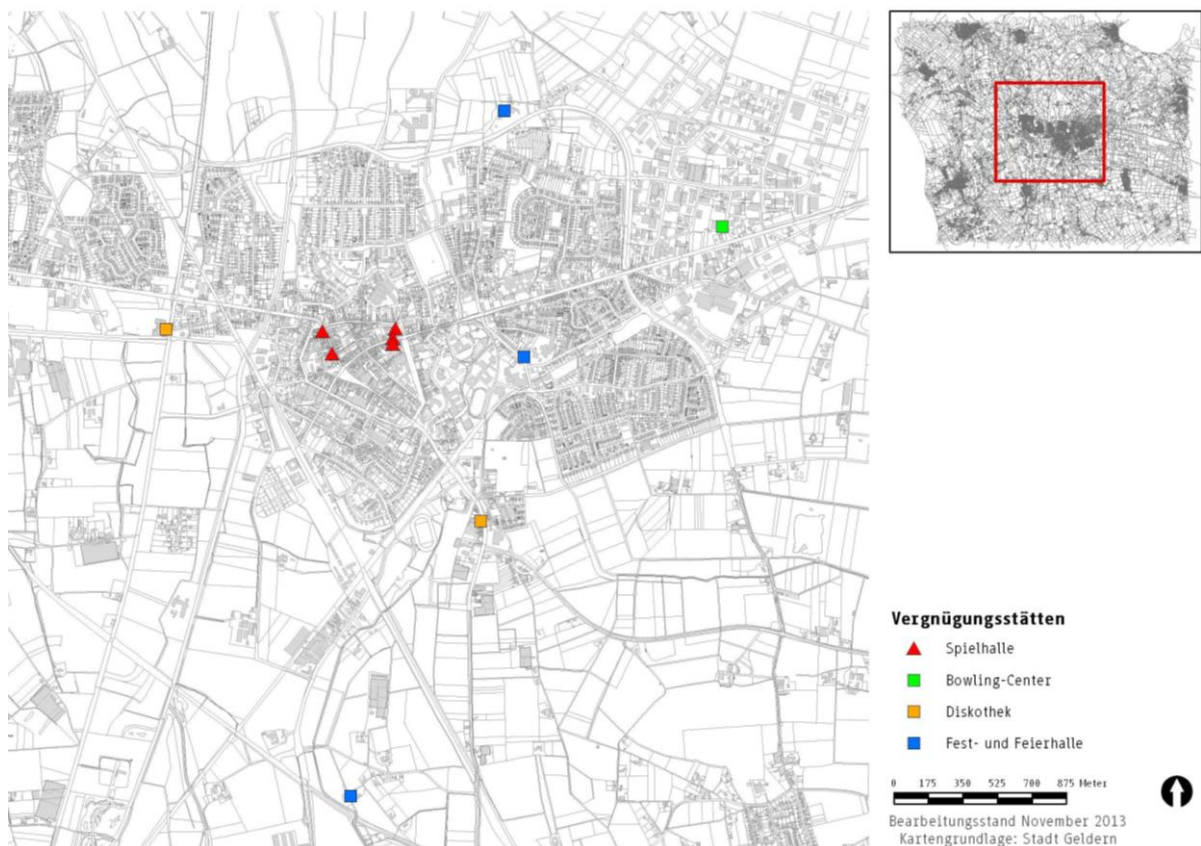 Vergnügungsstätten
Spielhalle
Bowling-Center
Diskothek
Fest- und Feierhalle
0 175 350 525 700 875 Meter
Bearbeitungsstand November 2013
Kartengrundlage: Stadt Geldern